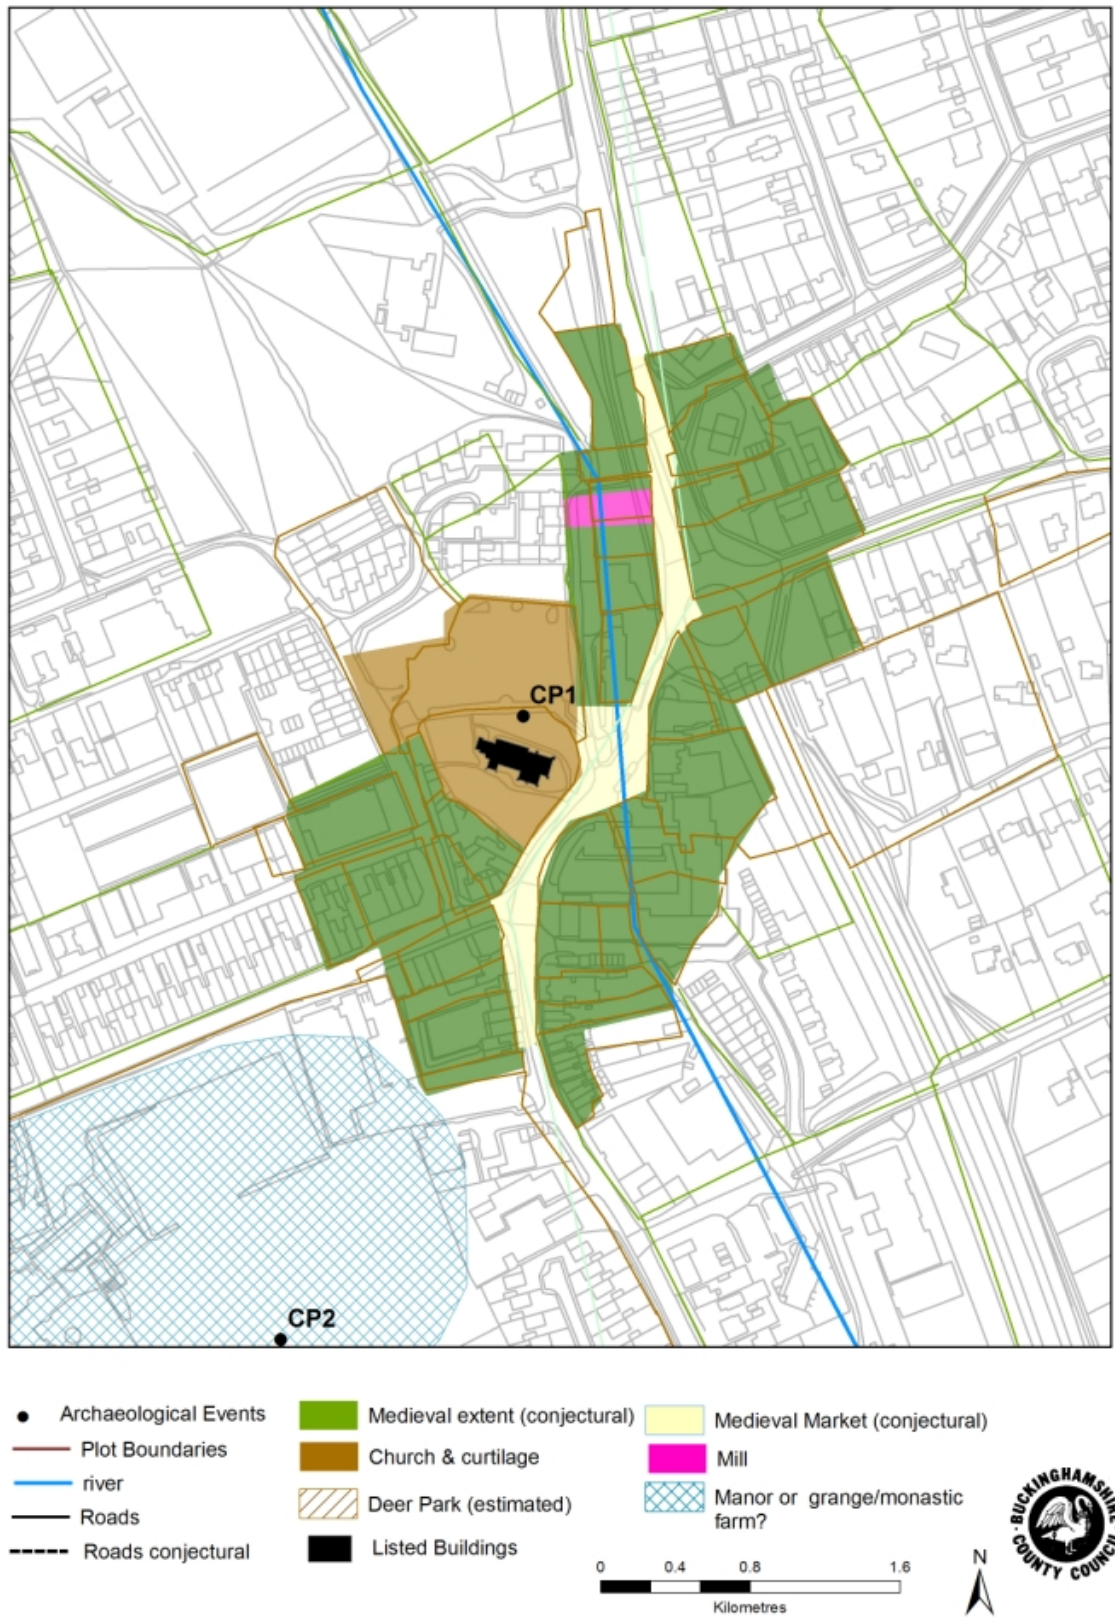 CP1
CP2
Archaeological Events
Plot Boundaries
river
Roads
Roads conjectural
Medieval extent (conjectural)
Church & curtilage
Deer Park (estimated)
Listed Buildings
Medieval Market (conjectural)
Mill
Manor or grange/monastic
farm?
0 0.4 0.8 1.6
Kilometres
N
BUCKINGHAMSHIRE
COUNTY COUNCIL